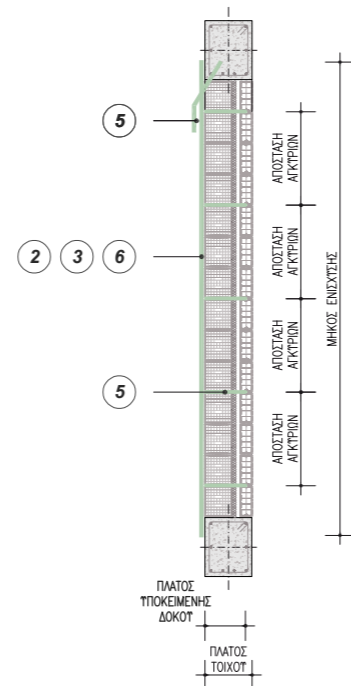 5
ΑΠΟΣΤΑΣΗ
ΑΓΚΥΡΙΩΝ
ΑΠΟΣΤΑΣΗ
ΑΓΚΥΡΙΩΝ
2 3 6
ΜΗΚΟΣ ΕΝΙΣΧΥΣΗΣ
ΑΠΟΣΤΑΣΗ
ΑΓΚΥΡΙΩΝ
5
ΑΠΟΣΤΑΣΗ
ΑΓΚΥΡΙΩΝ
ΠΛΑΤΟΣ
ΥΠΟΚΕΙΜΕΝΗΣ
ΔΟΚΟΥ
ΠΛΑΤΟΣ
ΤΟΙΧΟΥ